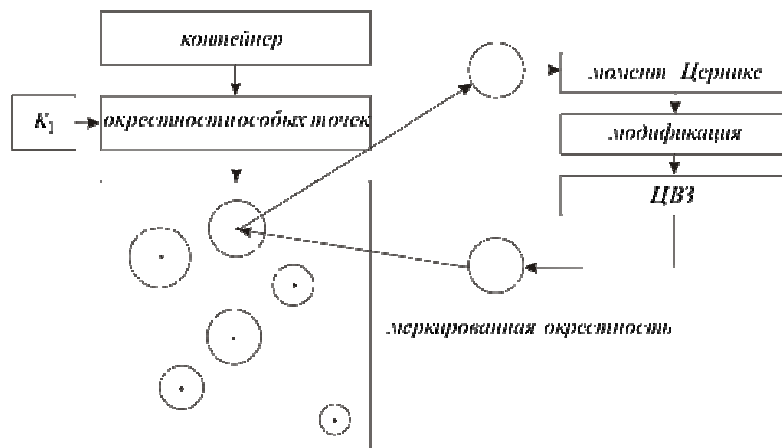 контейнер
K₁
окрестностиособых точек
момент Цернике
модификация
ЦВЗ
меркированная окрестность